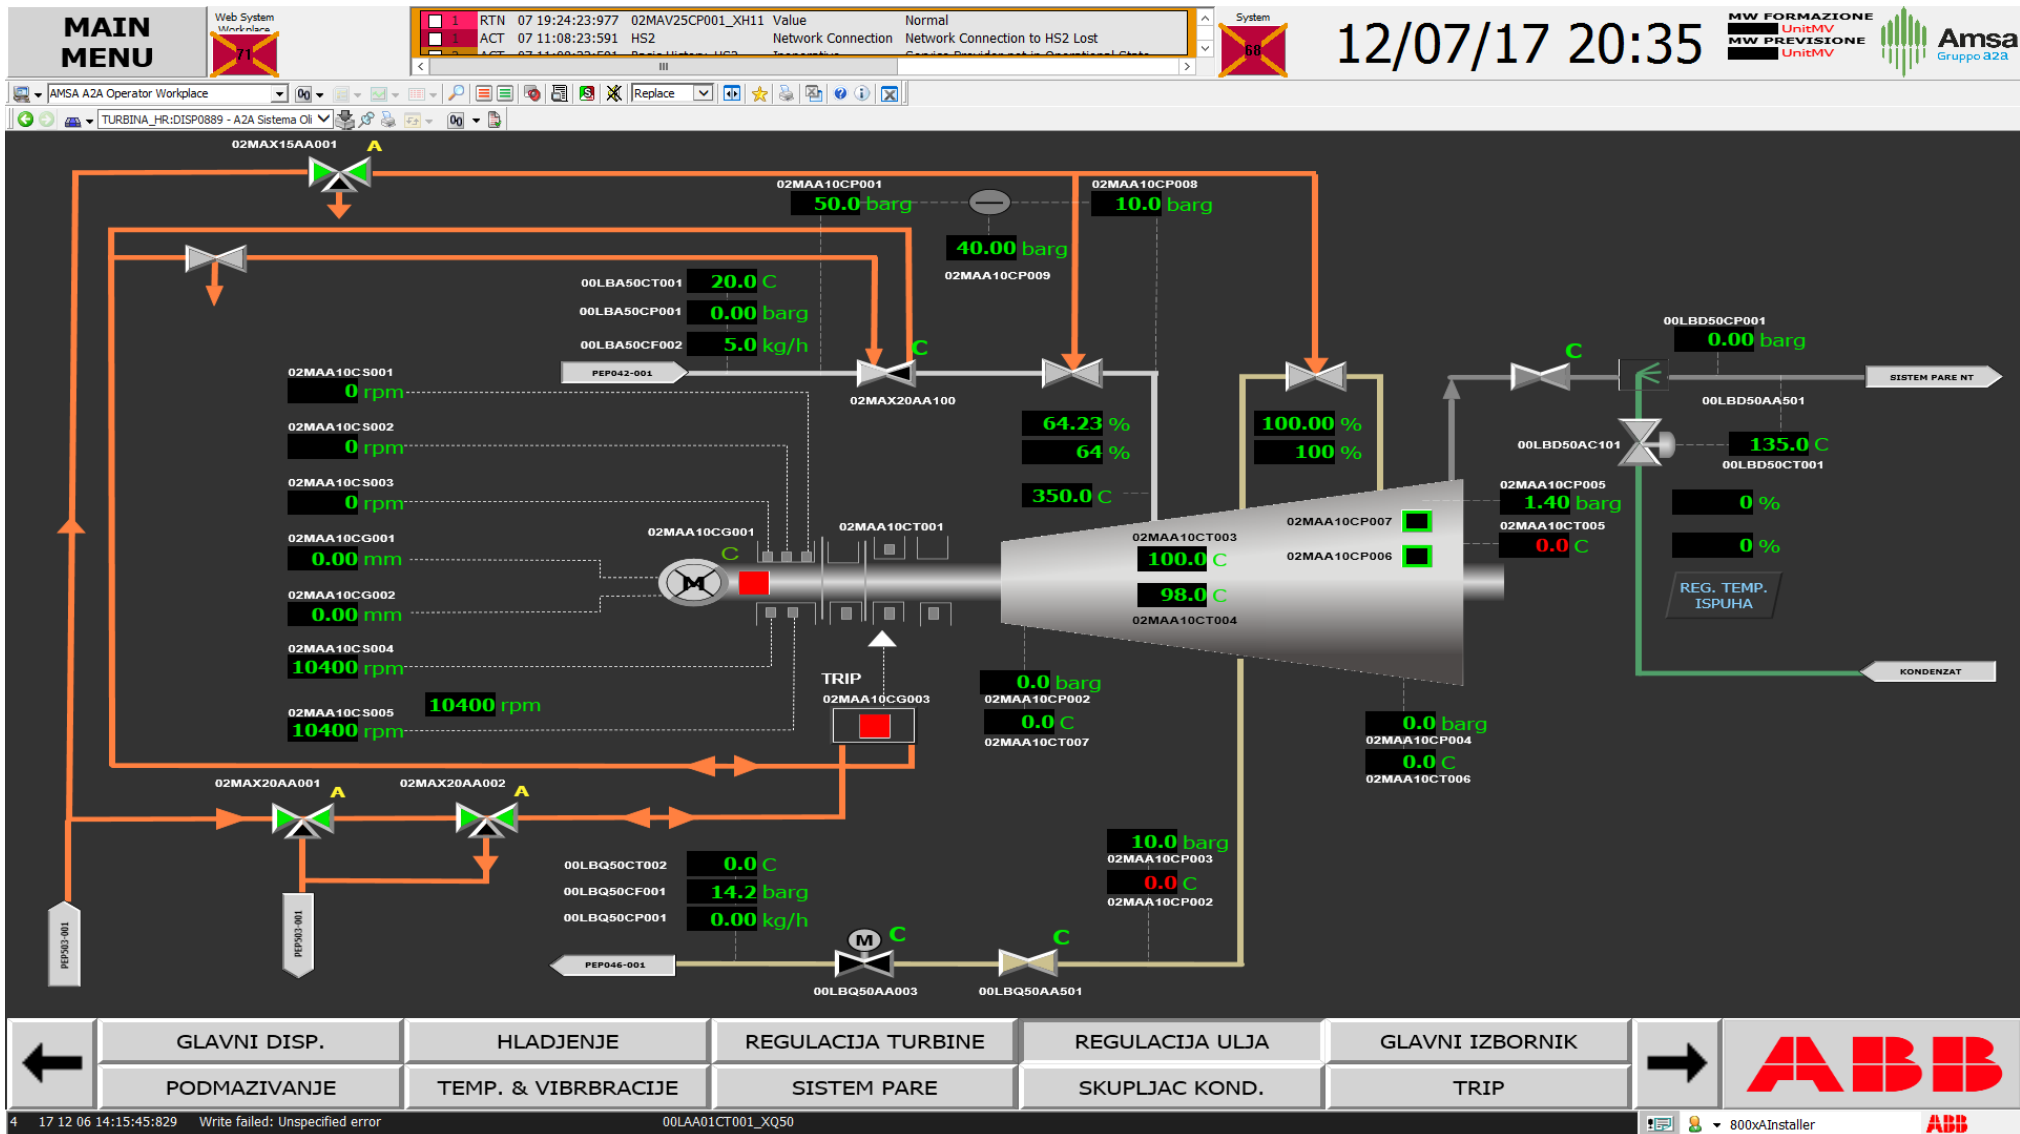 MAIN
MENU
Web System
Workplace
71
1 RTN 07 19:24:23:977 02MAV25CP001_XH11 Value Normal
1 ACT 07 11:08:23:591 HS2 Network Connection Network Connection to HS2 Lost
System
68
12/07/17 20:35
MW FORMAZIONE
UnitMV
MW PREVISIONE
UnitMV
Amsa
Gruppo a2a
AMSA A2A Operator Workplace
Replace
TURBINA_HR:DISP0889 - A2A Sistema Oli
02MAX15AA001
A
02MAA10CP001
50.0 barg
02MAA10CP008
10.0 barg
40.00 barg
02MAA10CP009
00LBA50CT001 20.0 C
00LBA50CP001 0.00 barg
00LBA50CF002 5.0 kg/h
PEP042-001
C
02MAX20AA100
64.23 %
64 %
350.0 C
100.00 %
100 %
00LBD50CP001
0.00 barg
C
SISTEM PARE NT
00LBD50AA501
00LBD50AC101
135.0 C
00LBD50CT001
02MAA10CS001
0 rpm
02MAA10CS002
0 rpm
02MAA10CS003
0 rpm
02MAA10CG001
0.00 mm
02MAA10CG002
0.00 mm
02MAA10CS004
10400 rpm
10400 rpm
02MAA10CS005
10400 rpm
02MAA10CG001
C
M
02MAA10CT001
02MAA10CT003
100.0 C
98.0 C
02MAA10CT004
02MAA10CP007
02MAA10CP006
02MAA10CP005
1.40 barg
02MAA10CT005
0.0 C
0 %
0 %
REG. TEMP.
ISPUHA
KONDENZAT
TRIP
02MAA10CG003
0.0 barg
02MAA10CP002
0.0 C
02MAA10CT007
0.0 barg
02MAA10CP004
0.0 C
02MAA10CT006
02MAX20AA001
A
02MAX20AA002
A
PEP503-001
PEP503-001
00LBQ50CT002 0.0 C
00LBQ50CF001 14.2 barg
00LBQ50CP001 0.00 kg/h
10.0 barg
02MAA10CP003
0.0 C
02MAA10CP002
PEP046-001
M
C
C
00LBQ50AA003
00LBQ50AA501
GLAVNI DISP.
HLADJENJE
REGULACIJA TURBINE
REGULACIJA ULJA
GLAVNI IZBORNIK
PODMAZIVANJE
TEMP. & VIBRBRACIJE
SISTEM PARE
SKUPLJAC KOND.
TRIP
ABB
4 17 12 06 14:15:45:829 Write failed: Unspecified error 00LAA01CT001_XQ50
800xAInstaller
ABB